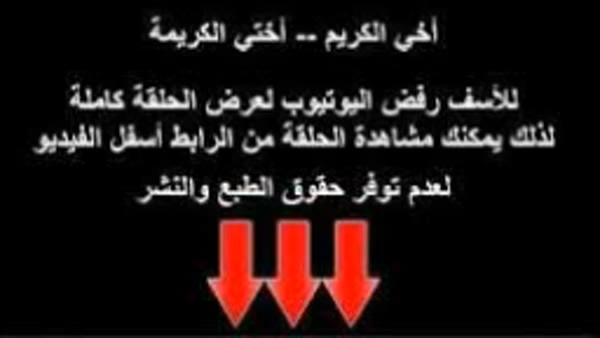 أخي الكريم -- أختي الكريمة
للأسف رفض اليوتيوب لعرض الحلقة كاملة
لذلك يمكنك مشاهدة الحلقة من الرابط أسفل الفيديو
لعدم توفر حقوق الطبع والنشر